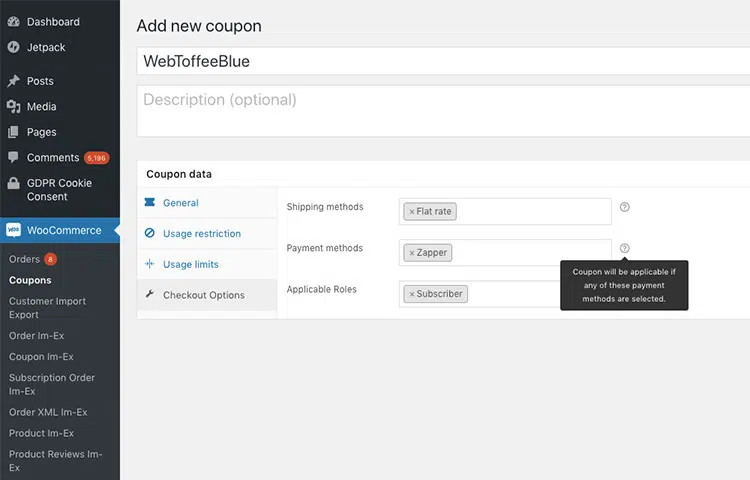 Dashboard
Jetpack
Posts
Media
Pages
Comments 5,196
GDPR Cookie
Consent
WooCommerce
Orders 8
Coupons
Customer Import
Export
Order Im-Ex
Coupon Im-Ex
Subscription Order
Im-Ex
Order XML Im-Ex
Product Im-Ex
Product Reviews Im-
Ex
Add new coupon
WebToffeeBlue
Description (optional)
Coupon data
General
Usage restriction
Usage limits
Checkout Options
Shipping methods
× Flat rate
Payment methods
× Zapper
Applicable Roles
× Subscriber
Coupon will be applicable if
any of these payment
methods are selected.